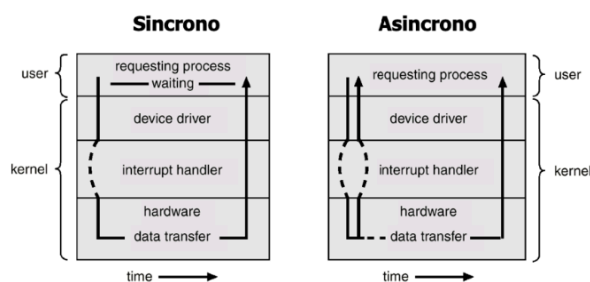 Sincrono
user
requesting process
waiting
device driver
kernel
interrupt handler
hardware
data transfer
time
Asincrono
requesting process
user
device driver
interrupt handler
kernel
hardware
data transfer
time